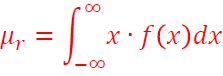 μ_r = ∫_{-∞}^{∞} x · f(x)dx